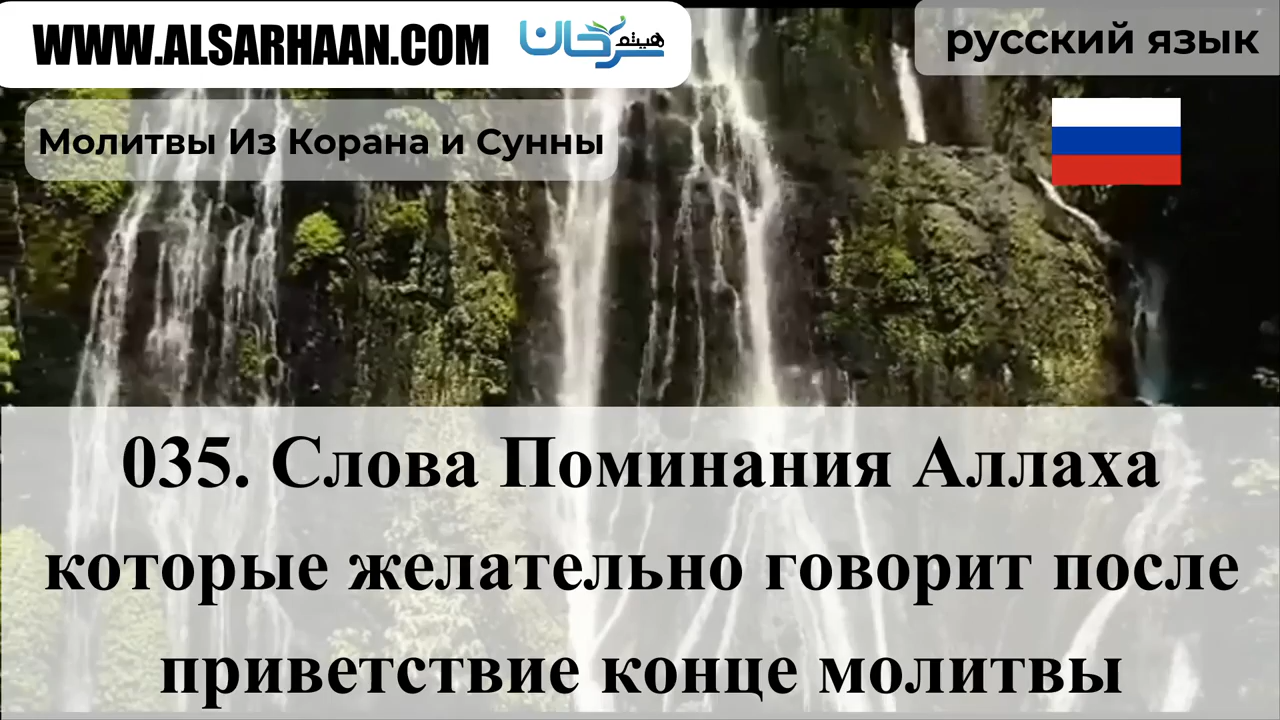 WWW.ALSARHAAN.COM هيثم سرحان
русский язык
Молитвы Из Корана и Сунны
035. Слова Поминания Аллаха
которые желательно говорит после
приветствие конце молитвы